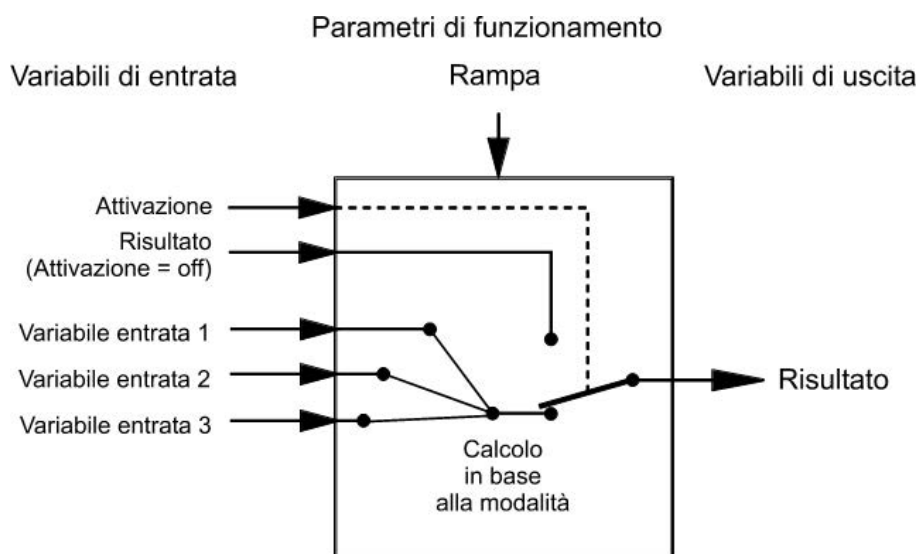 Parametri di funzionamento
Variabili di entrata
Rampa
Variabili di uscita
Attivazione
Risultato
(Attivazione = off)
Variabile entrata 1
Variabile entrata 2
Variabile entrata 3
Risultato
Calcolo
in base
alla modalità